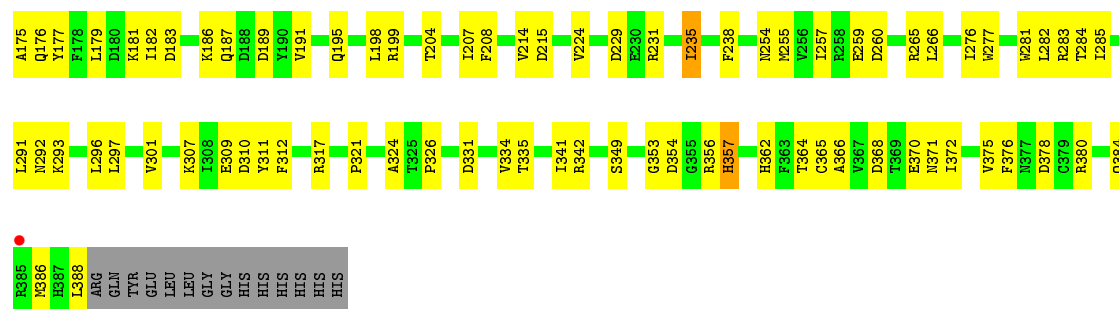 A175 Q176 Y177 F178 L179 D180 K181 I182 D183 K186 Q187 D188 D189 Y190 V191 Q195 L198 R199 T204 I207 F208 V214 D215 V224 D229 E230 R231 I235 F238 N254 M255 V256 I257 R258 E259 D260 R265 L266 I276 W277 W281 L282 R283 T284 I285
L291 N292 K293 L296 L297 V301 K307 I308 E309 D310 Y311 F312 R317 P321 A324 T325 P326 D331 V334 T335 I341 R342 S349 G353 D354 G355 R356 H357 H362 F363 T364 C365 A366 V367 D368 T369 E370 N371 I372 V375 F376 N377 D378 C379 R380 Q384
R385 M386 H387 L388 ARG GLN TYR GLU LEU LEU GLY GLY HIS HIS HIS HIS HIS HIS